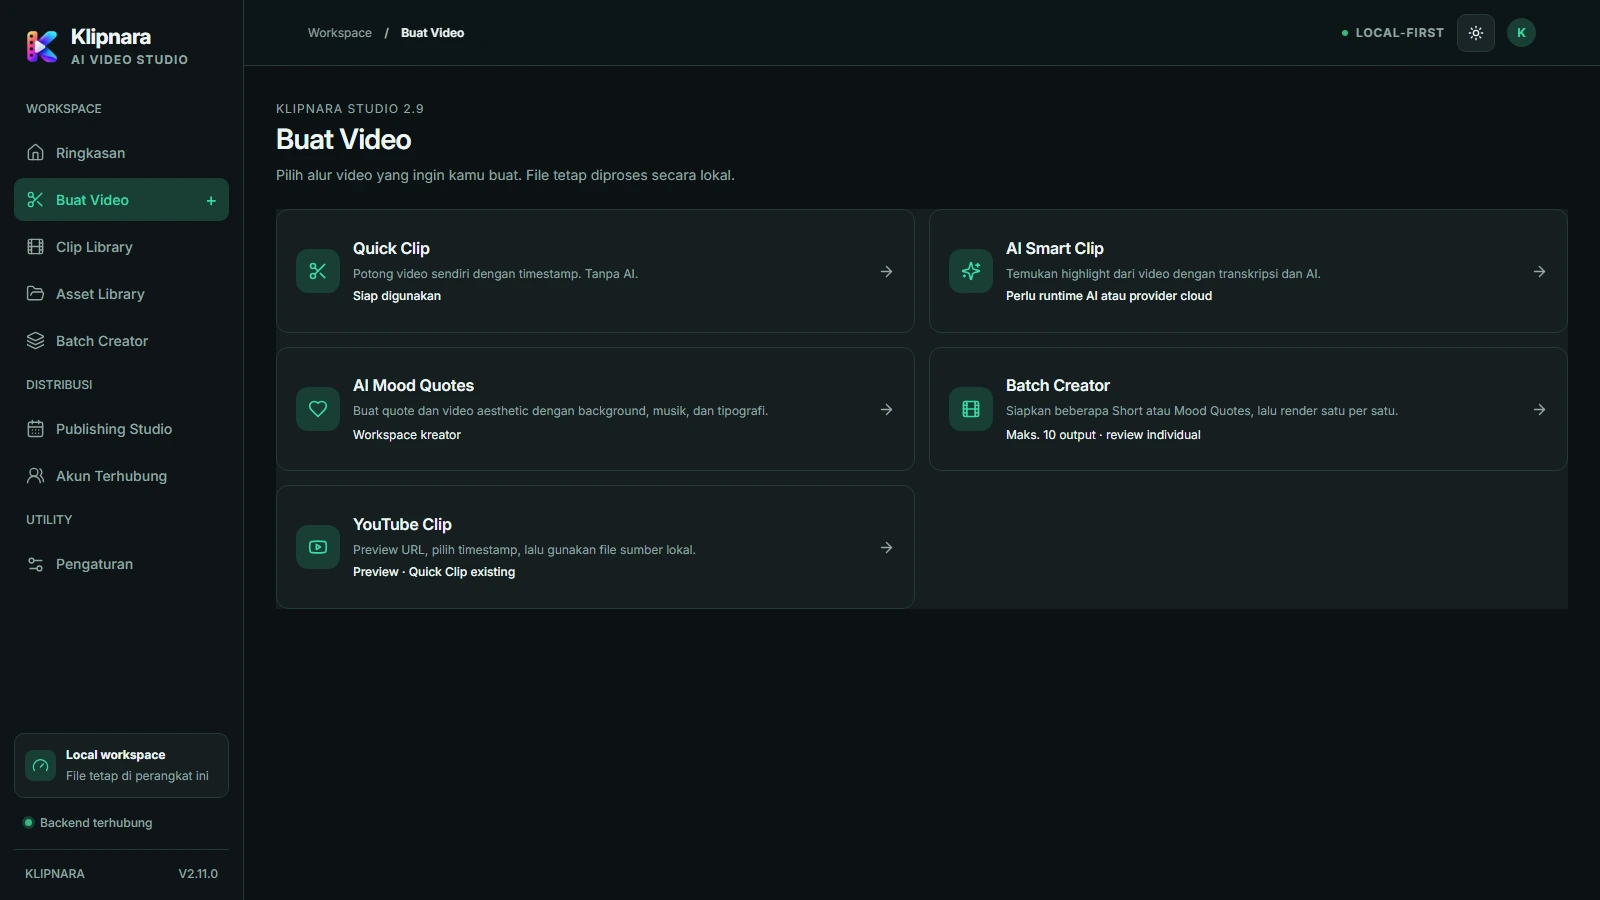 Klipnara
AI VIDEO STUDIO
WORKSPACE
Ringkasan
Buat Video +
Clip Library
Asset Library
Batch Creator
DISTRIBUSI
Publishing Studio
Akun Terhubung
UTILITY
Pengaturan
Local workspace
File tetap di perangkat ini
Backend terhubung
KLIPNARA V2.11.0
Workspace / Buat Video
LOCAL-FIRST
K
KLIPNARA STUDIO 2.9
Buat Video
Pilih alur video yang ingin kamu buat. File tetap diproses secara lokal.
Quick Clip
Potong video sendiri dengan timestamp. Tanpa AI.
Siap digunakan
AI Smart Clip
Temukan highlight dari video dengan transkripsi dan AI.
Perlu runtime AI atau provider cloud
AI Mood Quotes
Buat quote dan video aesthetic dengan background, musik, dan tipografi.
Workspace kreator
Batch Creator
Siapkan beberapa Short atau Mood Quotes, lalu render satu per satu.
Maks. 10 output · review individual
YouTube Clip
Preview URL, pilih timestamp, lalu gunakan file sumber lokal.
Preview · Quick Clip existing